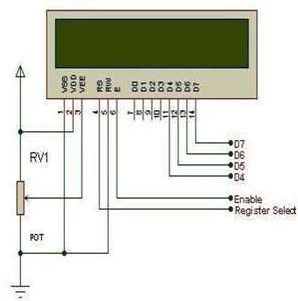 VSS VDD VEE RS RW E D0 D1 D2 D3 D4 D5 D6 D7
1 2 3 4 5 6 7 8 9 10 11 12 13 14
D7
D6
D5
D4
RV1
Enable
Register Select
POT